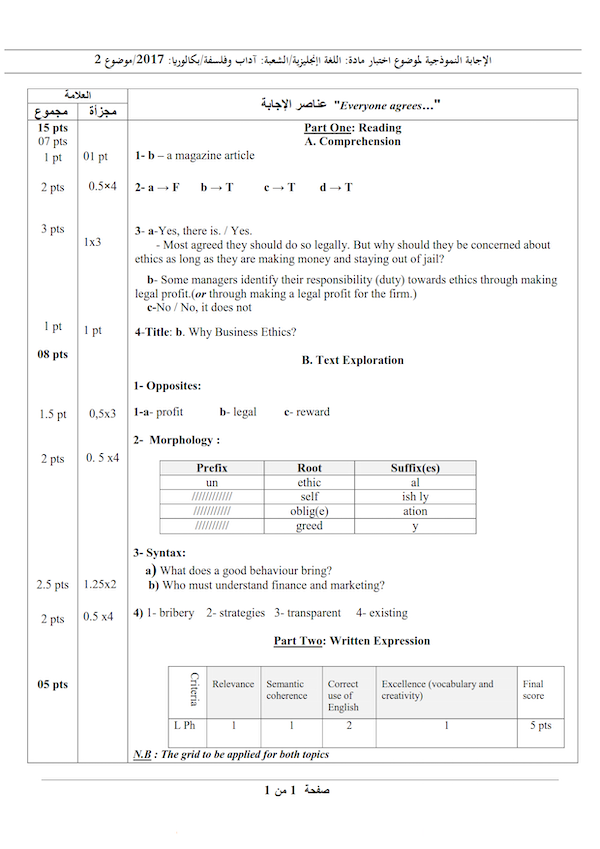 الإجابة النموذجية لموضوع اختبار مادة: اللغة الإنجليزية/الشعبة: آداب وفلسفة/بكالوريا: 2017/موضوع 2
العلامة
مجموع مجزأة
عناصر الإجابة "Everyone agrees…"
15 pts Part One: Reading
07 pts A. Comprehension
1 pt 01 pt 1- b – a magazine article
2 pts 0.5×4 2- a → F b → T c → T d → T
3 pts 3- a-Yes, there is. / Yes.
1x3 - Most agreed they should do so legally. But why should they be concerned about
ethics as long as they are making money and staying out of jail?
b- Some managers identify their responsibility (duty) towards ethics through making
legal profit.(or through making a legal profit for the firm.)
c-No / No, it does not
1 pt 1 pt 4-Title: b. Why Business Ethics?
08 pts B. Text Exploration
1- Opposites:
1.5 pt 0,5x3 1-a- profit b- legal c- reward
2 pts 0. 5 x4 2- Morphology :
Prefix Root Suffix(es)
un ethic al
//////////// self ish ly
/////////// oblig(e) ation
////////// greed y
3- Syntax:
a) What does a good behaviour bring?
2.5 pts 1.25x2 b) Who must understand finance and marketing?
2 pts 0.5 x4 4) 1- bribery 2- strategies 3- transparent 4- existing
Part Two: Written Expression
05 pts
Criteria Relevance Semantic coherence Correct use of English Excellence (vocabulary and creativity) Final score
L Ph 1 1 2 1 5 pts
N.B : The grid to be applied for both topics
صفحة 1 من 1